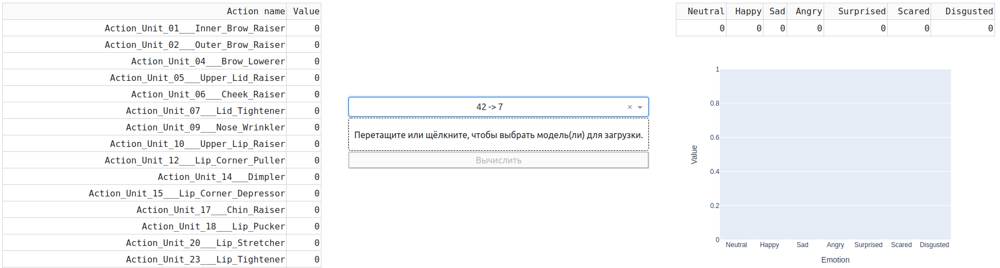 Action name Value
Action_Unit_01___Inner_Brow_Raiser 0
Action_Unit_02___Outer_Brow_Raiser 0
Action_Unit_04___Brow_Lowerer 0
Action_Unit_05___Upper_Lid_Raiser 0
Action_Unit_06___Cheek_Raiser 0
Action_Unit_07___Lid_Tightener 0
Action_Unit_09___Nose_Wrinkler 0
Action_Unit_10___Upper_Lip_Raiser 0
Action_Unit_12___Lip_Corner_Puller 0
Action_Unit_14___Dimpler 0
Action_Unit_15___Lip_Corner_Depressor 0
Action_Unit_17___Chin_Raiser 0
Action_Unit_18___Lip_Pucker 0
Action_Unit_20___Lip_Stretcher 0
Action_Unit_23___Lip_Tightener 0
42 -> 7 ×
Перетащите или щёлкните, чтобы выбрать модель(ли) для загрузки.
Вычислить
Neutral Happy Sad Angry Surprised Scared Disgusted
0 0 0 0 0 0 0
1
0.8
0.6
0.4
0.2
0
Value
Neutral Happy Sad Angry Surprised Scared Disgusted
Emotion